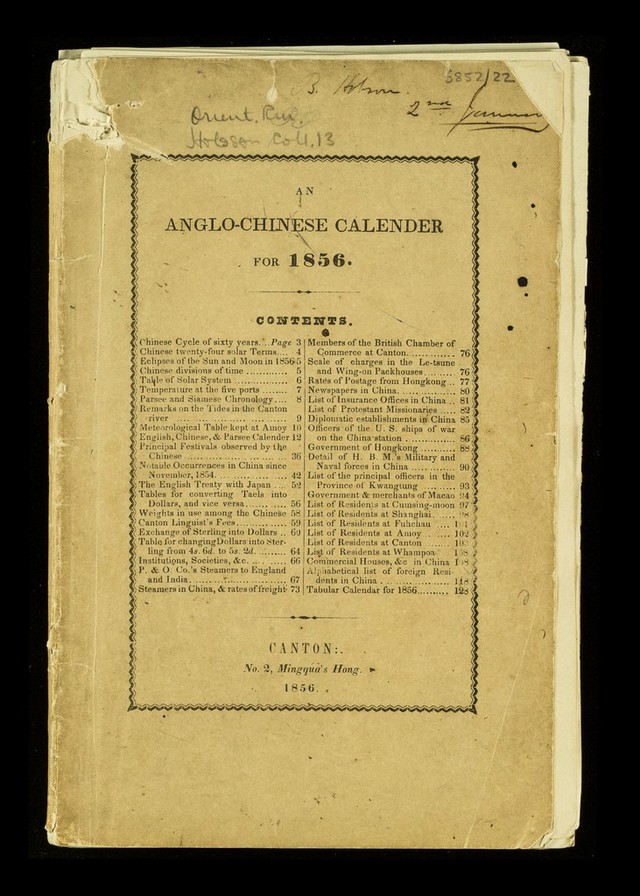 B. Hobson.
5852/22
2nd January
Orient. Rm.
Hobson Coll. 13
AN
ANGLO-CHINESE CALENDER
FOR 1856.
CONTENTS.
Chinese Cycle of sixty years... Page 3
Chinese twenty-four solar Terms.... 4
Eclipses of the Sun and Moon in 1856 5
Chinese divisions of time ............ 5
Table of Solar System ............... 6
Temperature at the five ports ........ 7
Parsee and Siamese Chronology.... 8
Remarks on the Tides in the Canton
river ........................ 9
Meteorological Table kept at Amoy 10
English, Chinese, & Parsee Calender 12
Principal Festivals observed by the
Chinese ........................ 36
Notable Occurrences in China since
November, 1854.................. 42
The English Treaty with Japan ... 52
Tables for converting Taels into
Dollars, and vice versa.......... 56
Weights in use among the Chinese 58
Canton Linguist's Fees............ 59
Exchange of Sterling into Dollars .. 60
Table for changing Dollars into Ster-
ling from 4s. 6d. to 5s. 2d. ......... 64
Institutions, Societies, &c. ... ...... 66
P. & O. Co.'s Steamers to England
and India........................ 67
Steamers in China, & rates of freight 73
Members of the British Chamber of
Commerce at Canton.............. 76
Scale of charges in the Le-tsune
and Wing-on Packhouses ........ 76
Rates of Postage from Hongkong... 77
Newspapers in China. ............... 80
List of Insurance Offices in China... 81
List of Protestant Missionaries ..... 82
Diplomatic establishments in China 85
Officers of the U. S. ships of war
on the China station .............. 86
Government of Hongkong .......... 88
Detail of H. B. M.'s Military and
Naval forces in China ............ 90
List of the principal officers in the
Province of Kwangtung .......... 93
Government & merchants of Macao 94
List of Residents at Cumsing-moon 97
List of Residents at Shanghai....... 98
List of Residents at Fuhchau .... 101
List of Residents at Amoy ....... 102
List of Residents at Canton ....... 103
List of Residents at Whampoa 108
Commercial Houses, &c in China
Alphabetical list of foreign Resi-
dents in China .................... 118
Tabular Calendar for 1856.......... 128
CANTON:.
No. 2, Mingqua's Hong.
1856.